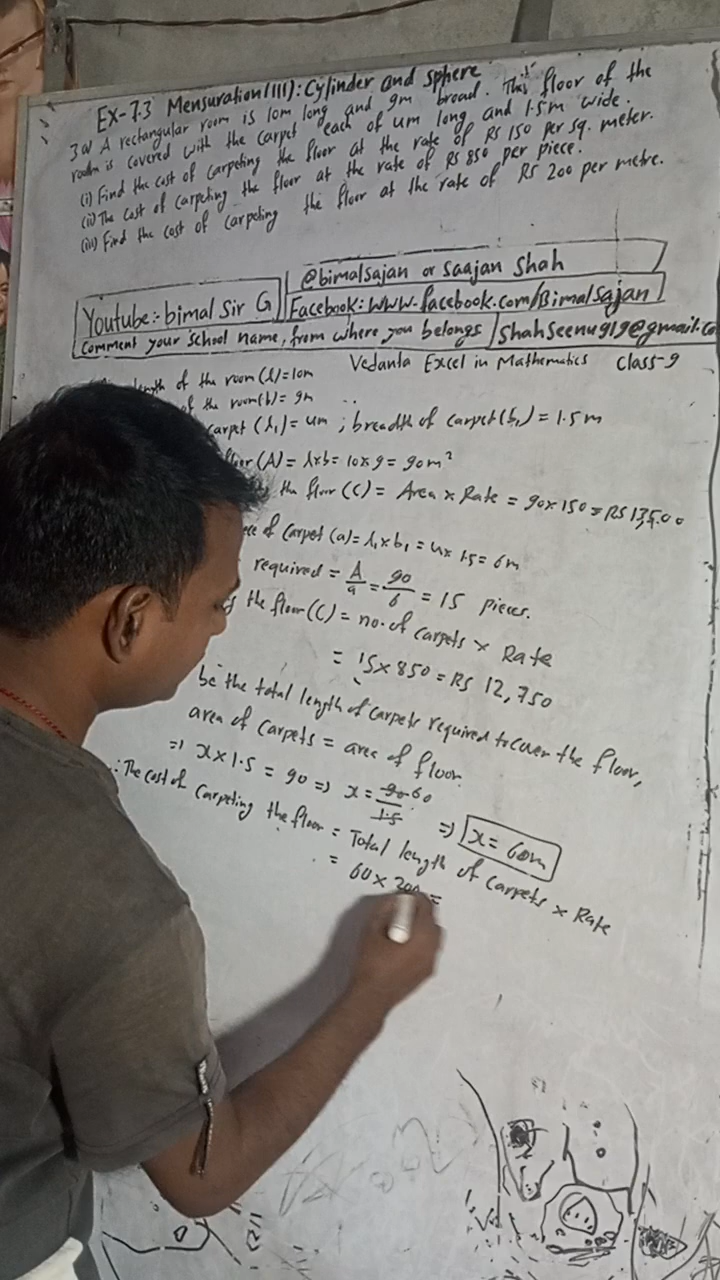 Ex-7.3 Mensuration(III): Cylinder and Sphere
3a) A rectangular room is 10m long and 9m broad. The floor of the
room is covered with the carpet each of 4m long and 1.5m wide.
(i) Find the cost of carpeting the floor at the rate of Rs 150 per sq. meter.
(ii) The cost of carpeting the floor at the rate of Rs 850 per piece.
(iii) Find the cost of carpeting the floor at the rate of Rs 200 per metre.
@bimalsajan or Saajan Shah
Youtube:- bimal Sir G
Facebook: WWW.facebook.com/Bimalsajan
Comment your school name, from where you belongs
Shahseenu919@gmail.co
Vedanta Excel in Mathematics class-9
length of the room (l) = 10m
of the room(b) = 9m
carpet (l₁) = 4m ; breadth of carpet(b₁) = 1.5m
floor (A) = l×b = 10×9 = 90m²
the floor (C) = Area × Rate = 90×150 = Rs 13,500
of carpet (a) = l₁×b₁ = 4×1.5 = 6m
required = A/a = 90/6 = 15 pieces.
the floor (C) = no. of carpets × Rate
= 15×850 = Rs 12,750
be the total length of carpets required to cover the floor,
area of carpets = area of floor.
=> x×1.5 = 90 => x = 90 60/1.5 => x = 60m
∴ The cost of carpeting the floor = Total length of carpets × Rate
= 60×200 =